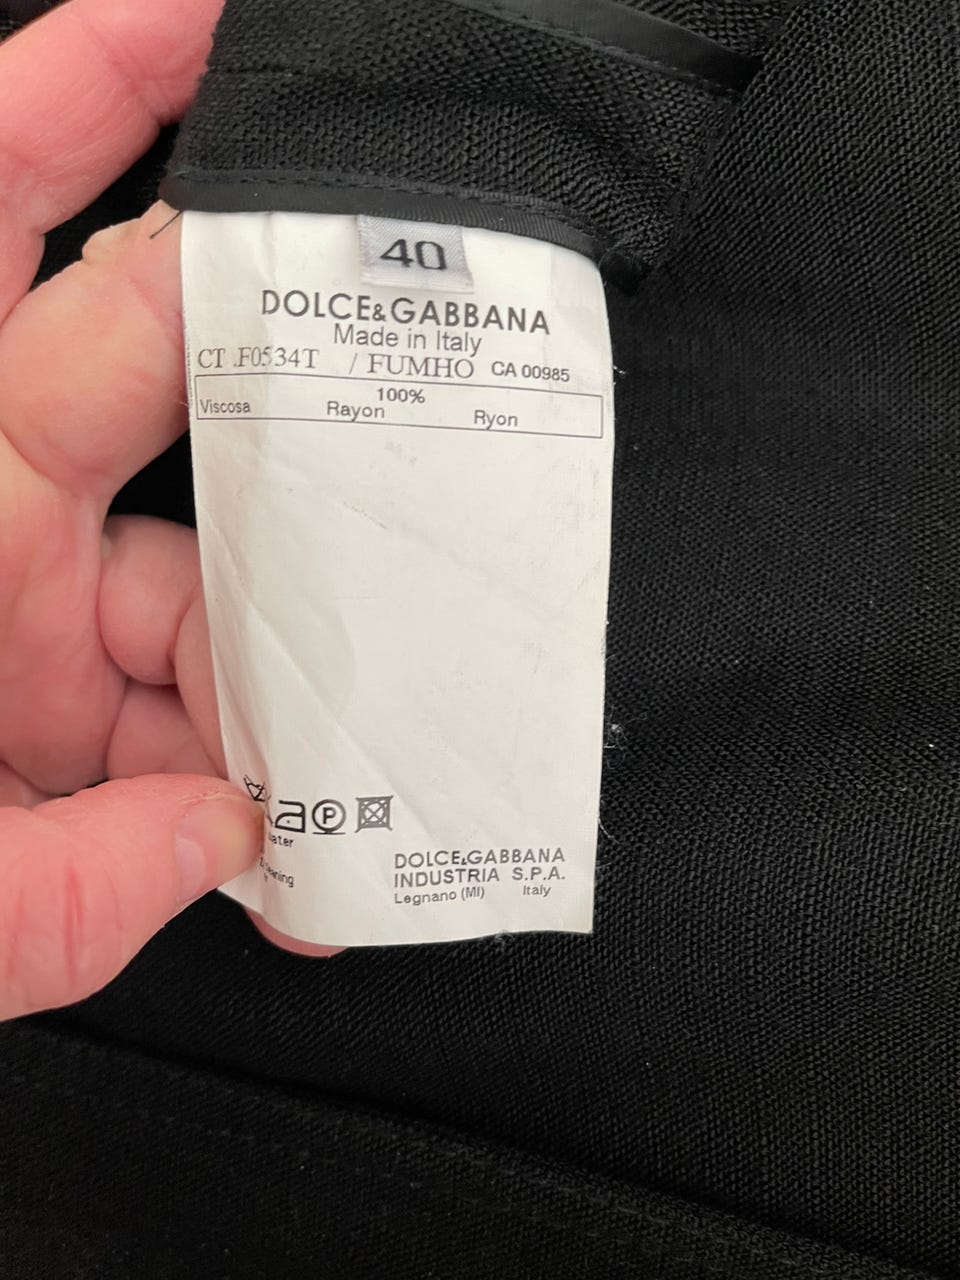 40
DOLCE&GABBANA
Made in Italy
CT .F0534T / FUMHO CA 00985
100%
Viscosa Rayon Ryon
P
DOLCE&GABBANA
INDUSTRIA S.P.A.
Legnano (MI) Italy